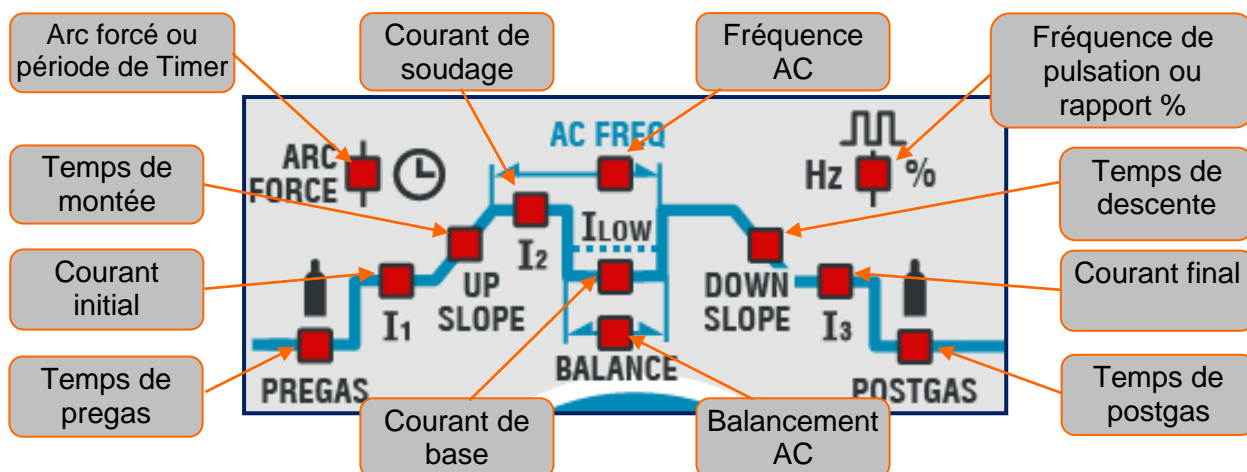 Arc forcé ou
période de Timer
Courant de
soudage
Fréquence
AC
Fréquence de
pulsation ou
rapport %
Temps de
montée
Courant
initial
Temps de
pregas
ARC
FORCE
AC FREQ
Hz
%
I2
ILOW
I1
UP
SLOPE
DOWN
SLOPE
I3
BALANCE
PREGAS
POSTGAS
Temps de
descente
Courant final
Temps de
postgas
Courant de
base
Balancement
AC